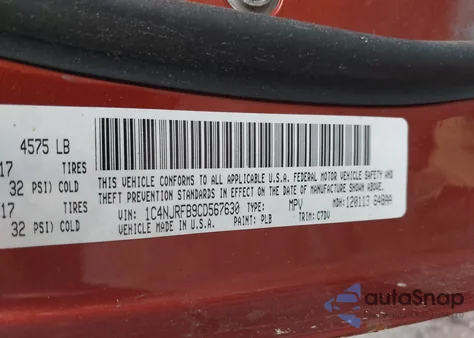 4575 LB
17 TIRES
32 PSI) COLD
17 TIRES
32 PSI) COLD
THIS VEHICLE CONFORMS TO ALL APPLICABLE U.S.A. FEDERAL MOTOR VEHICLE SAFETY AND
THEFT PREVENTION STANDARDS IN EFFECT ON THE DATE OF MANUFACTURE SHOWN ABOVE.
VIN: 1C4NJRFB9CD567630 TYPE: MPV MDH: 120113 048AA
VEHICLE MADE IN U.S.A. PAINT: PLB TRIM: C7DV
autoSnap